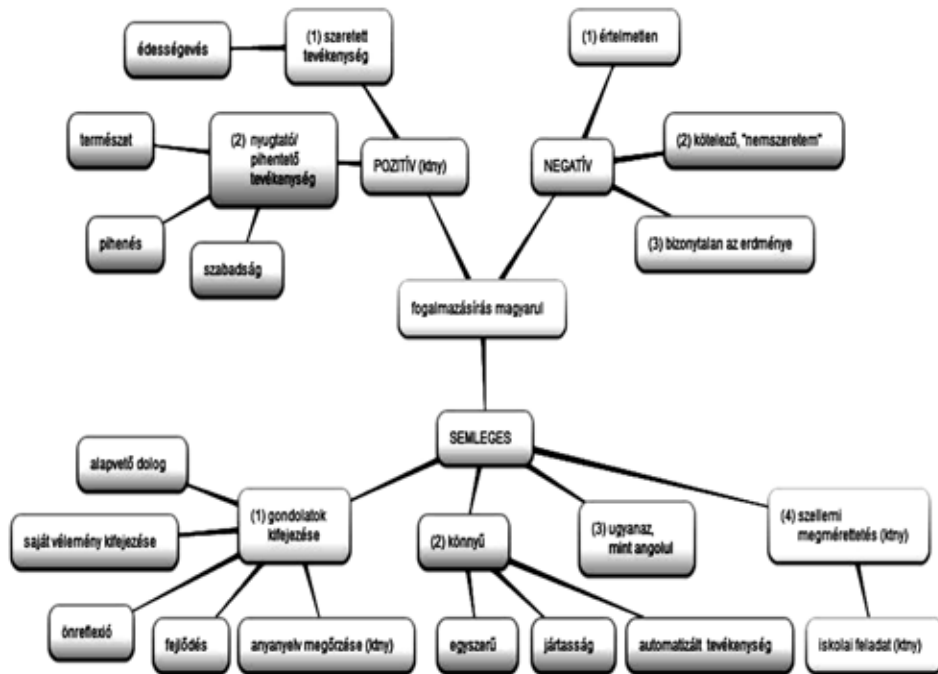 (1) szeretett
tevékenység
édességevés
(1) értelmetlen
természet
(2) nyugtató/
pihentető
tevékenység
POZITÍV (ktny)
NEGATÍV
(2) kötelező, "nemszeretem"
pihenés
szabadság
(3) bizonytalan az erdménye
fogalmazásírás magyarul
SEMLEGES
alapvető dolog
(1) gondolatok
kifejezése
saját vélemény kifejezése
(2) könnyű
(3) ugyanaz,
mint angolul
(4) szellemi
megmérettetés (ktny)
önreflexió
fejlődés
anyanyelv megőrzése (ktny)
egyszerű
jártasság
automatizált tevékenység
iskolai feladat (ktny)